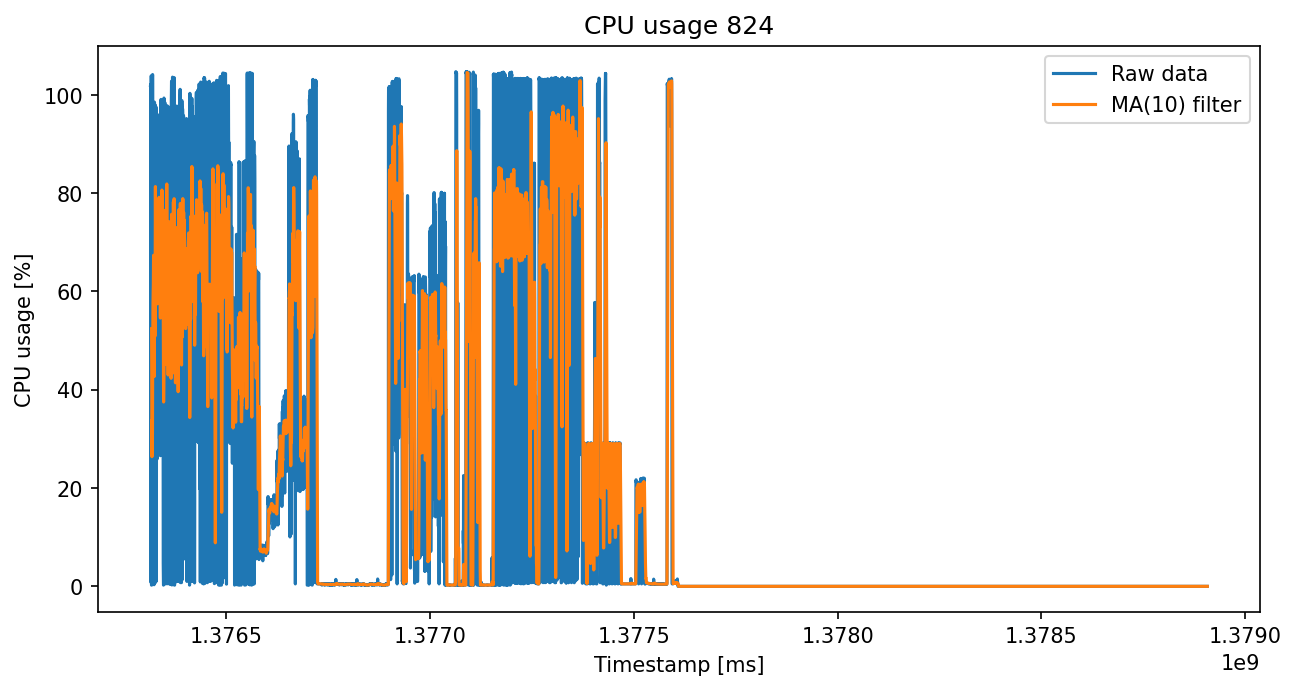 CPU usage 824
Raw data
MA(10) filter
CPU usage [%]
100
80
60
40
20
0
1.3765 1.3770 1.3775 1.3780 1.3785 1.3790
1e9
Timestamp [ms]